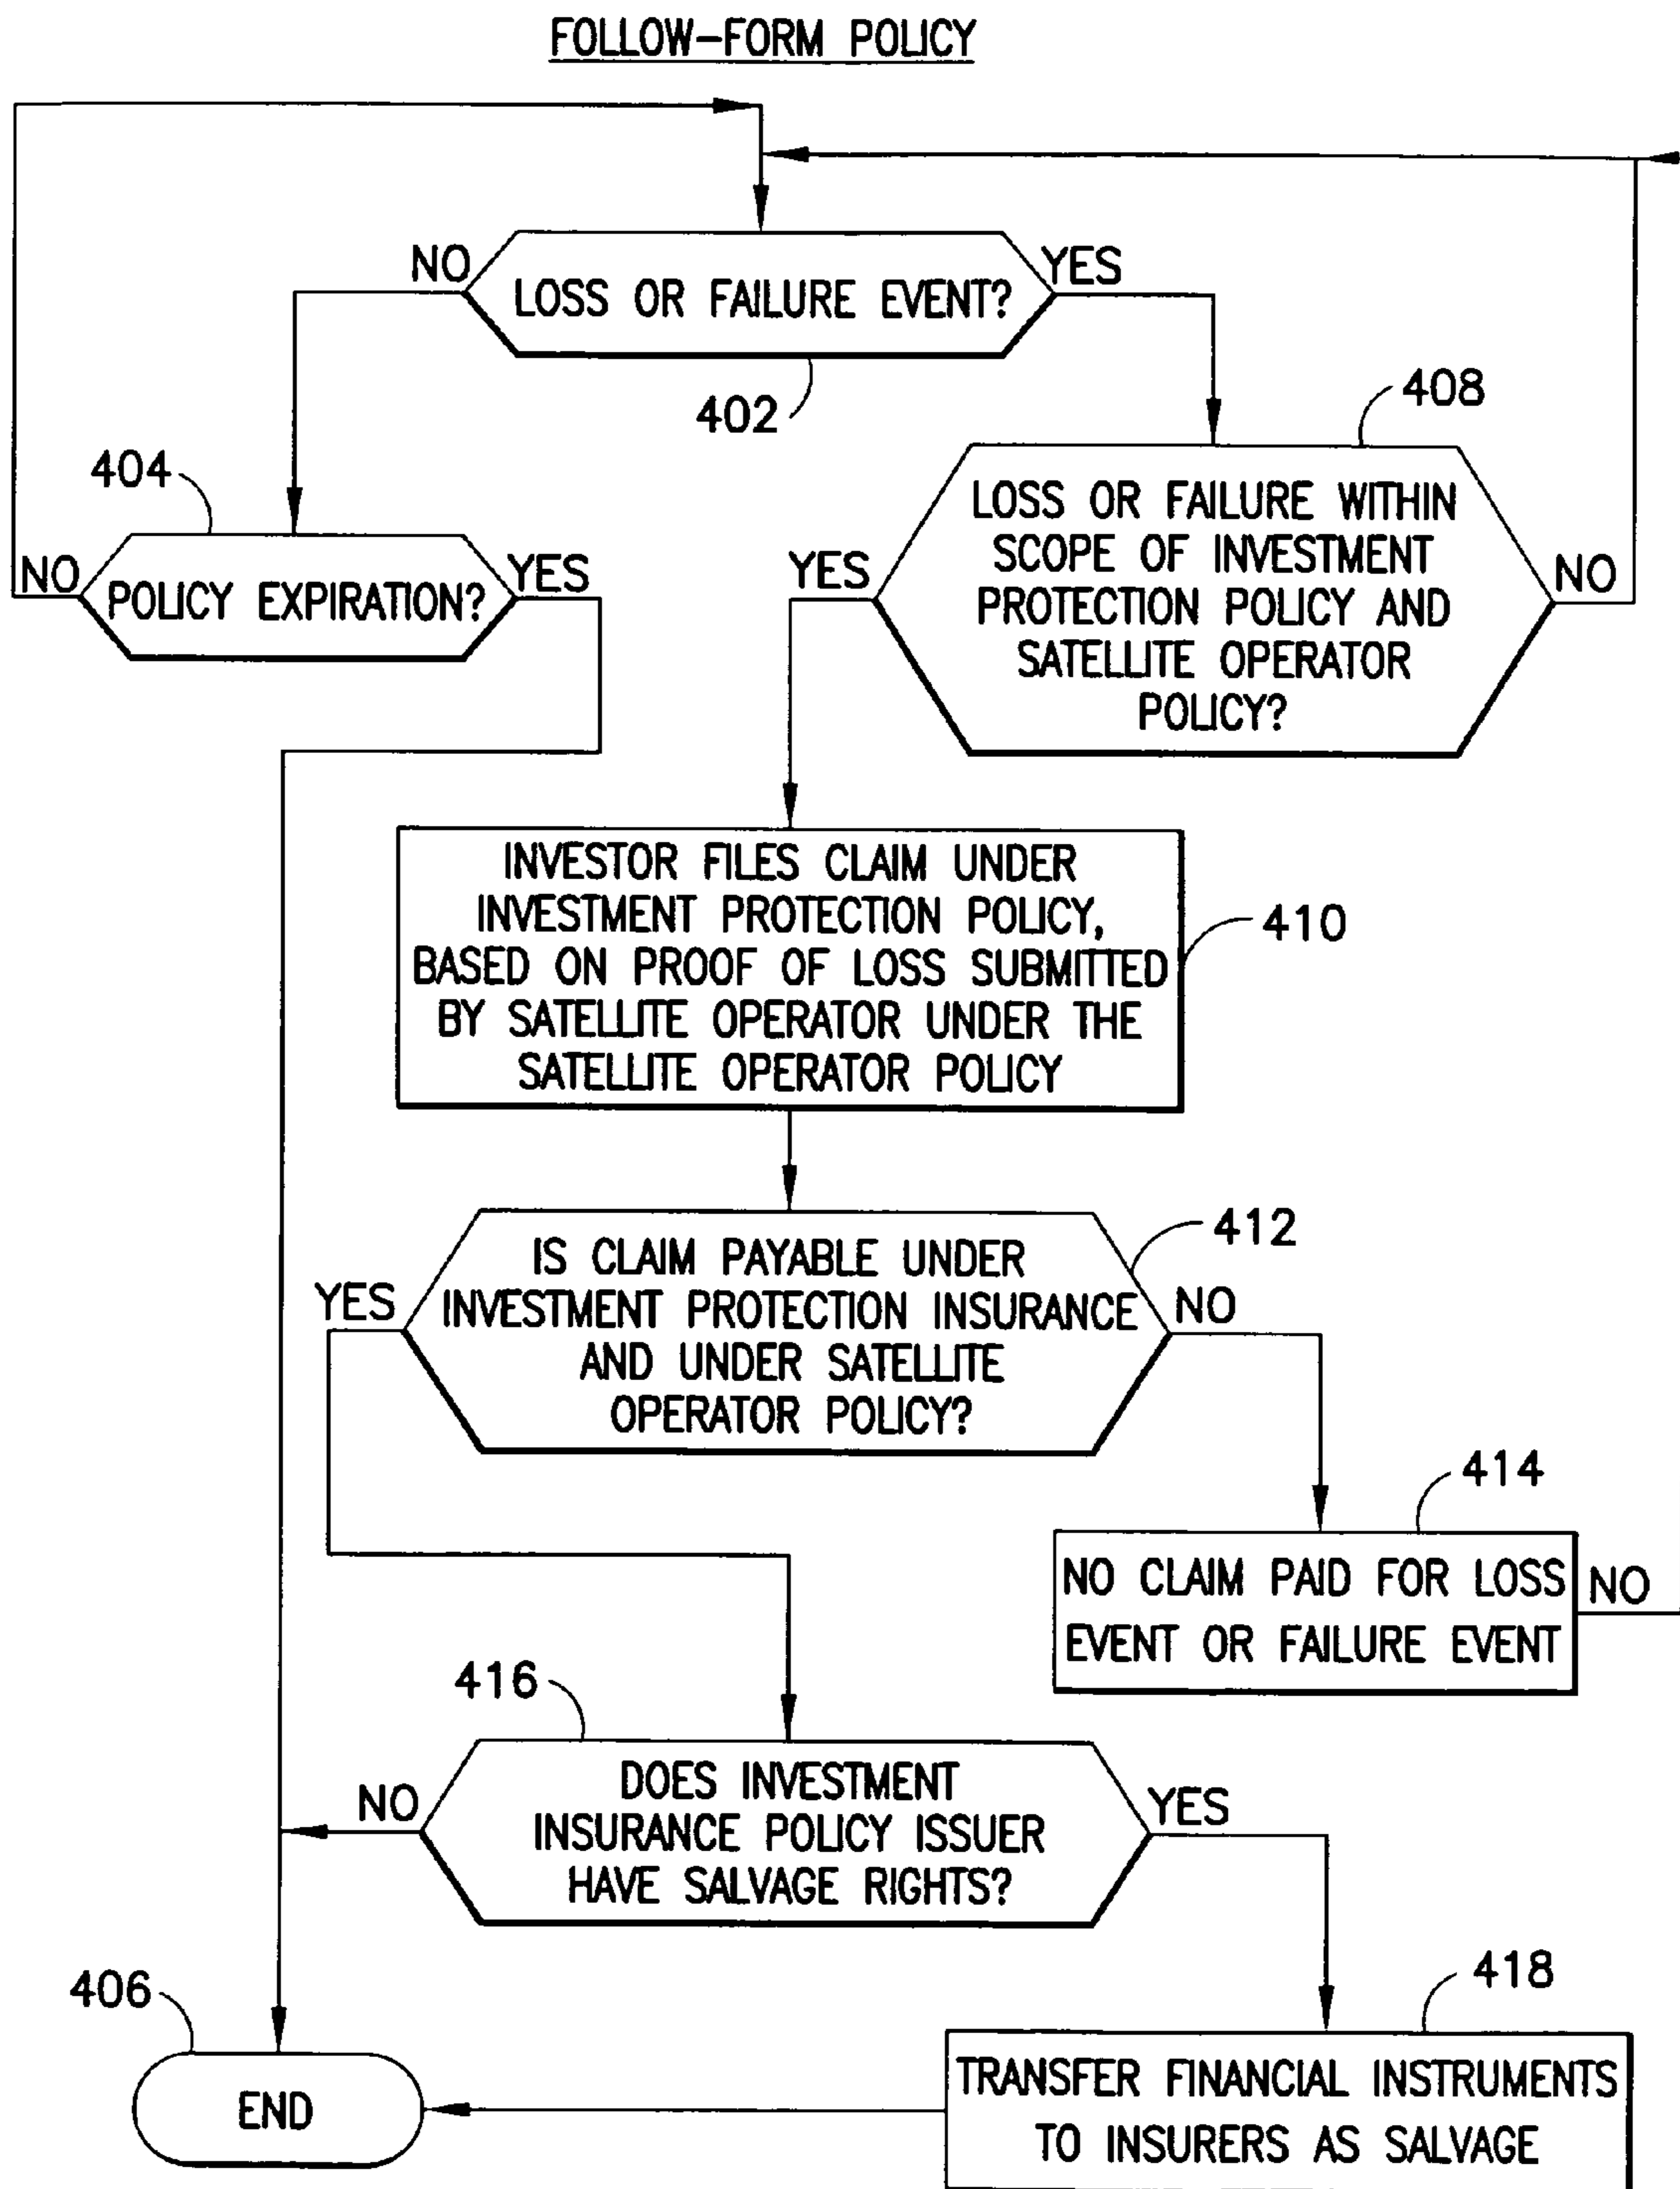 FOLLOW-FORM POLICY
NO
YES
LOSS OR FAILURE EVENT?
402
408
404
LOSS OR FAILURE WITHIN
SCOPE OF INVESTMENT
PROTECTION POLICY AND
SATELLITE OPERATOR
POLICY?
YES
NO
NO
POLICY EXPIRATION?
YES
INVESTOR FILES CLAIM UNDER
INVESTMENT PROTECTION POLICY,
BASED ON PROOF OF LOSS SUBMITTED
BY SATELLITE OPERATOR UNDER THE
SATELLITE OPERATOR POLICY
410
412
IS CLAIM PAYABLE UNDER
INVESTMENT PROTECTION INSURANCE
AND UNDER SATELLITE
OPERATOR POLICY?
YES
NO
414
NO CLAIM PAID FOR LOSS
EVENT OR FAILURE EVENT
NO
416
DOES INVESTMENT
INSURANCE POLICY ISSUER
HAVE SALVAGE RIGHTS?
NO
YES
406
END
418
TRANSFER FINANCIAL INSTRUMENTS
TO INSURERS AS SALVAGE